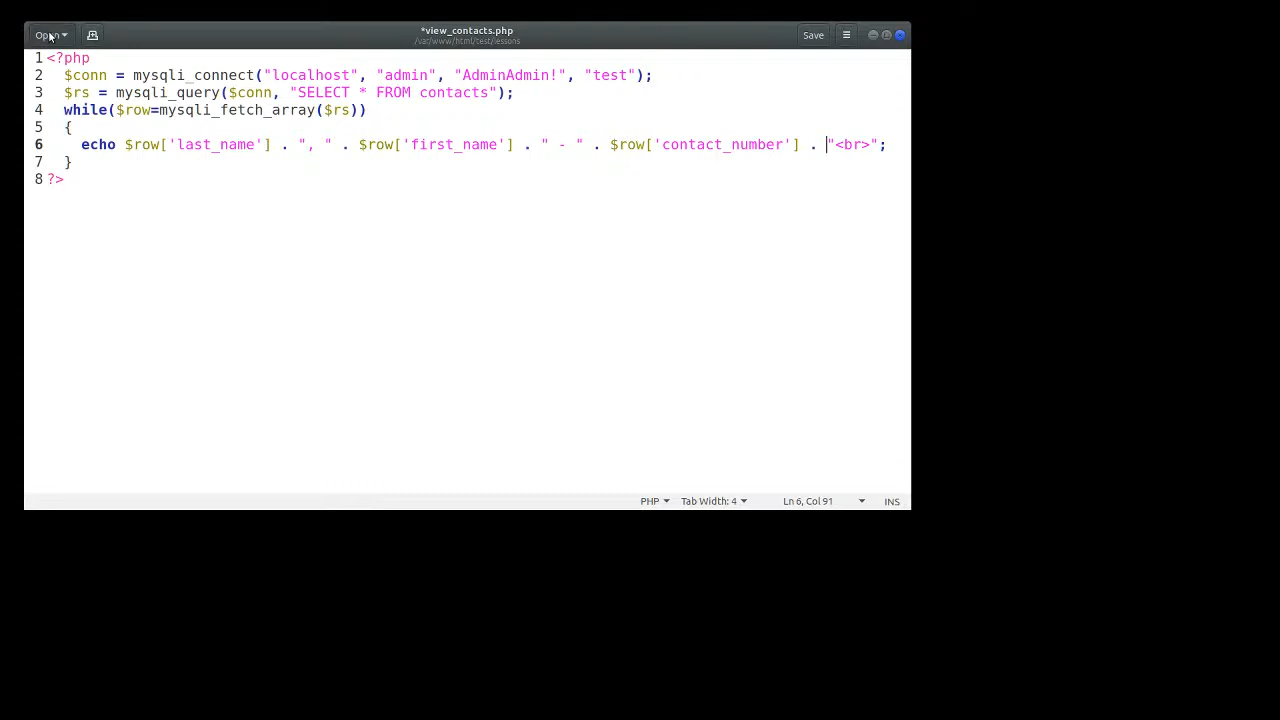 Open
*view_contacts.php
/var/www/html/test/lessons
Save
1 <?php
2 $conn = mysqli_connect("localhost", "admin", "AdminAdmin!", "test");
3 $rs = mysqli_query($conn, "SELECT * FROM contacts");
4 while($row=mysqli_fetch_array($rs))
5 {
6 echo $row['last_name'] . ", " . $row['first_name'] . " - " . $row['contact_number'] . "<br>";
7 }
8 ?>
PHP Tab Width: 4 Ln 6, Col 91 INS